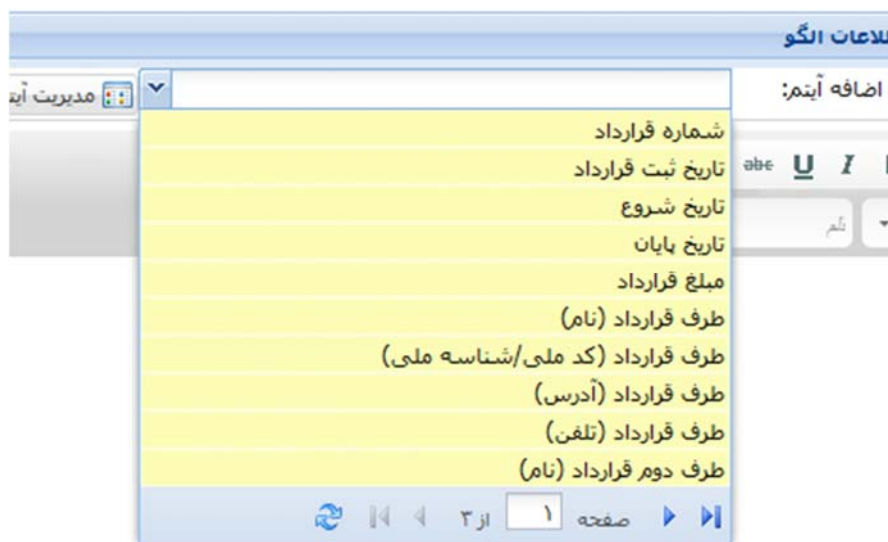 الگو
اضافه آیتم:
مدیریت
شماره قرارداد
تاریخ ثبت قرارداد
abc U I
تاریخ شروع
تاریخ پایان
مبلغ قرارداد
طرف قرارداد (نام)
طرف قرارداد (کد ملی/شناسه ملی)
طرف قرارداد (آدرس)
طرف قرارداد (تلفن)
طرف دوم قرارداد (نام)
صفحه ۱ از ۳